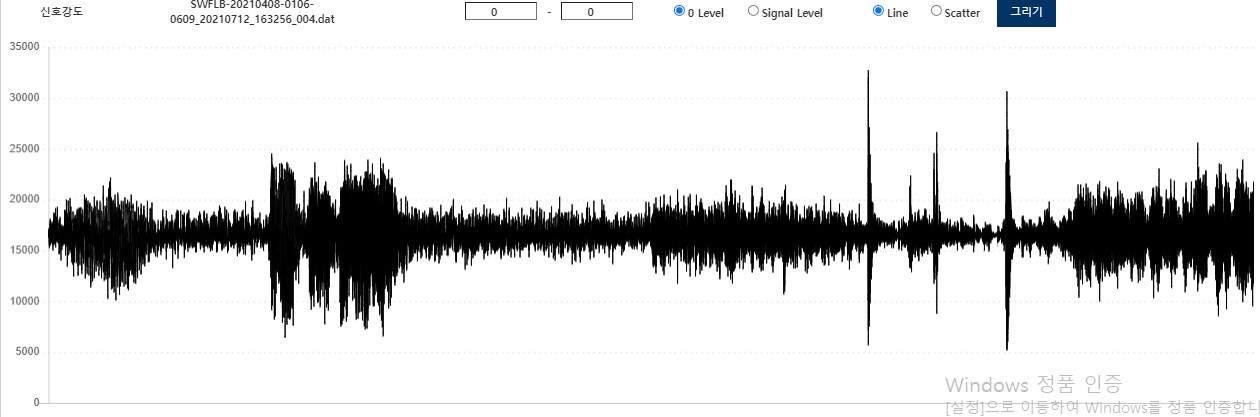 신호강도
SWFLB-20210408-0106-
0609_20210712_163256_004.dat
0 - 0
0 Level Signal Level
Line Scatter
그리기
35000
30000
25000
20000
15000
10000
5000
0
Windows 정품 인증
[설정]으로 이동하여 Windows를 정품 인증합니